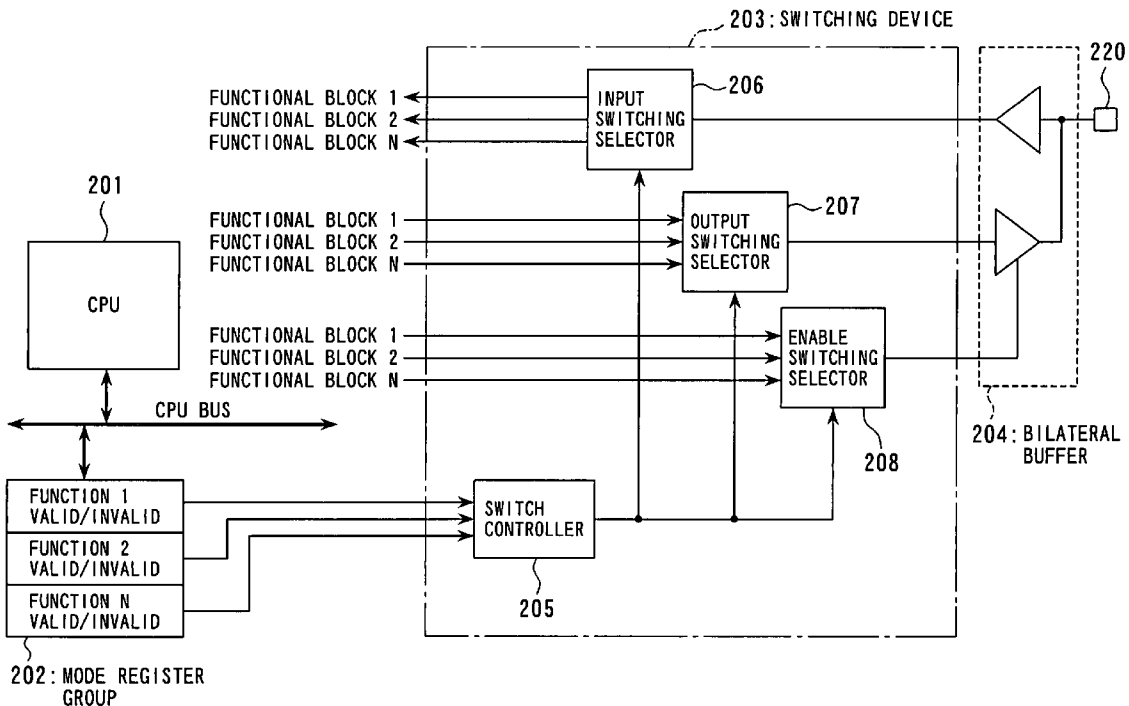 203: SWITCHING DEVICE
220
206
FUNCTIONAL BLOCK 1
FUNCTIONAL BLOCK 2
FUNCTIONAL BLOCK N
INPUT
SWITCHING
SELECTOR
201
207
FUNCTIONAL BLOCK 1
FUNCTIONAL BLOCK 2
FUNCTIONAL BLOCK N
OUTPUT
SWITCHING
SELECTOR
CPU
FUNCTIONAL BLOCK 1
FUNCTIONAL BLOCK 2
FUNCTIONAL BLOCK N
ENABLE
SWITCHING
SELECTOR
CPU BUS
204: BILATERAL
BUFFER
208
FUNCTION 1
VALID/INVALID
FUNCTION 2
VALID/INVALID
FUNCTION N
VALID/INVALID
SWITCH
CONTROLLER
205
202: MODE REGISTER
GROUP